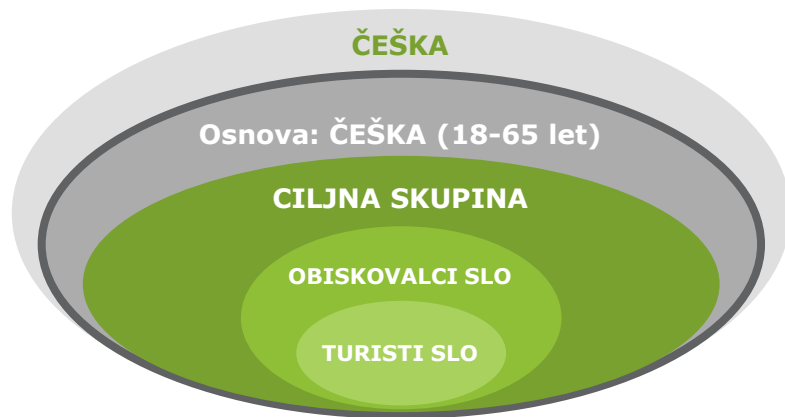 ČEŠKA
Osnova: ČEŠKA (18-65 let)
CILJNA SKUPINA
OBISKOVALCI SLO
TURISTI SLO